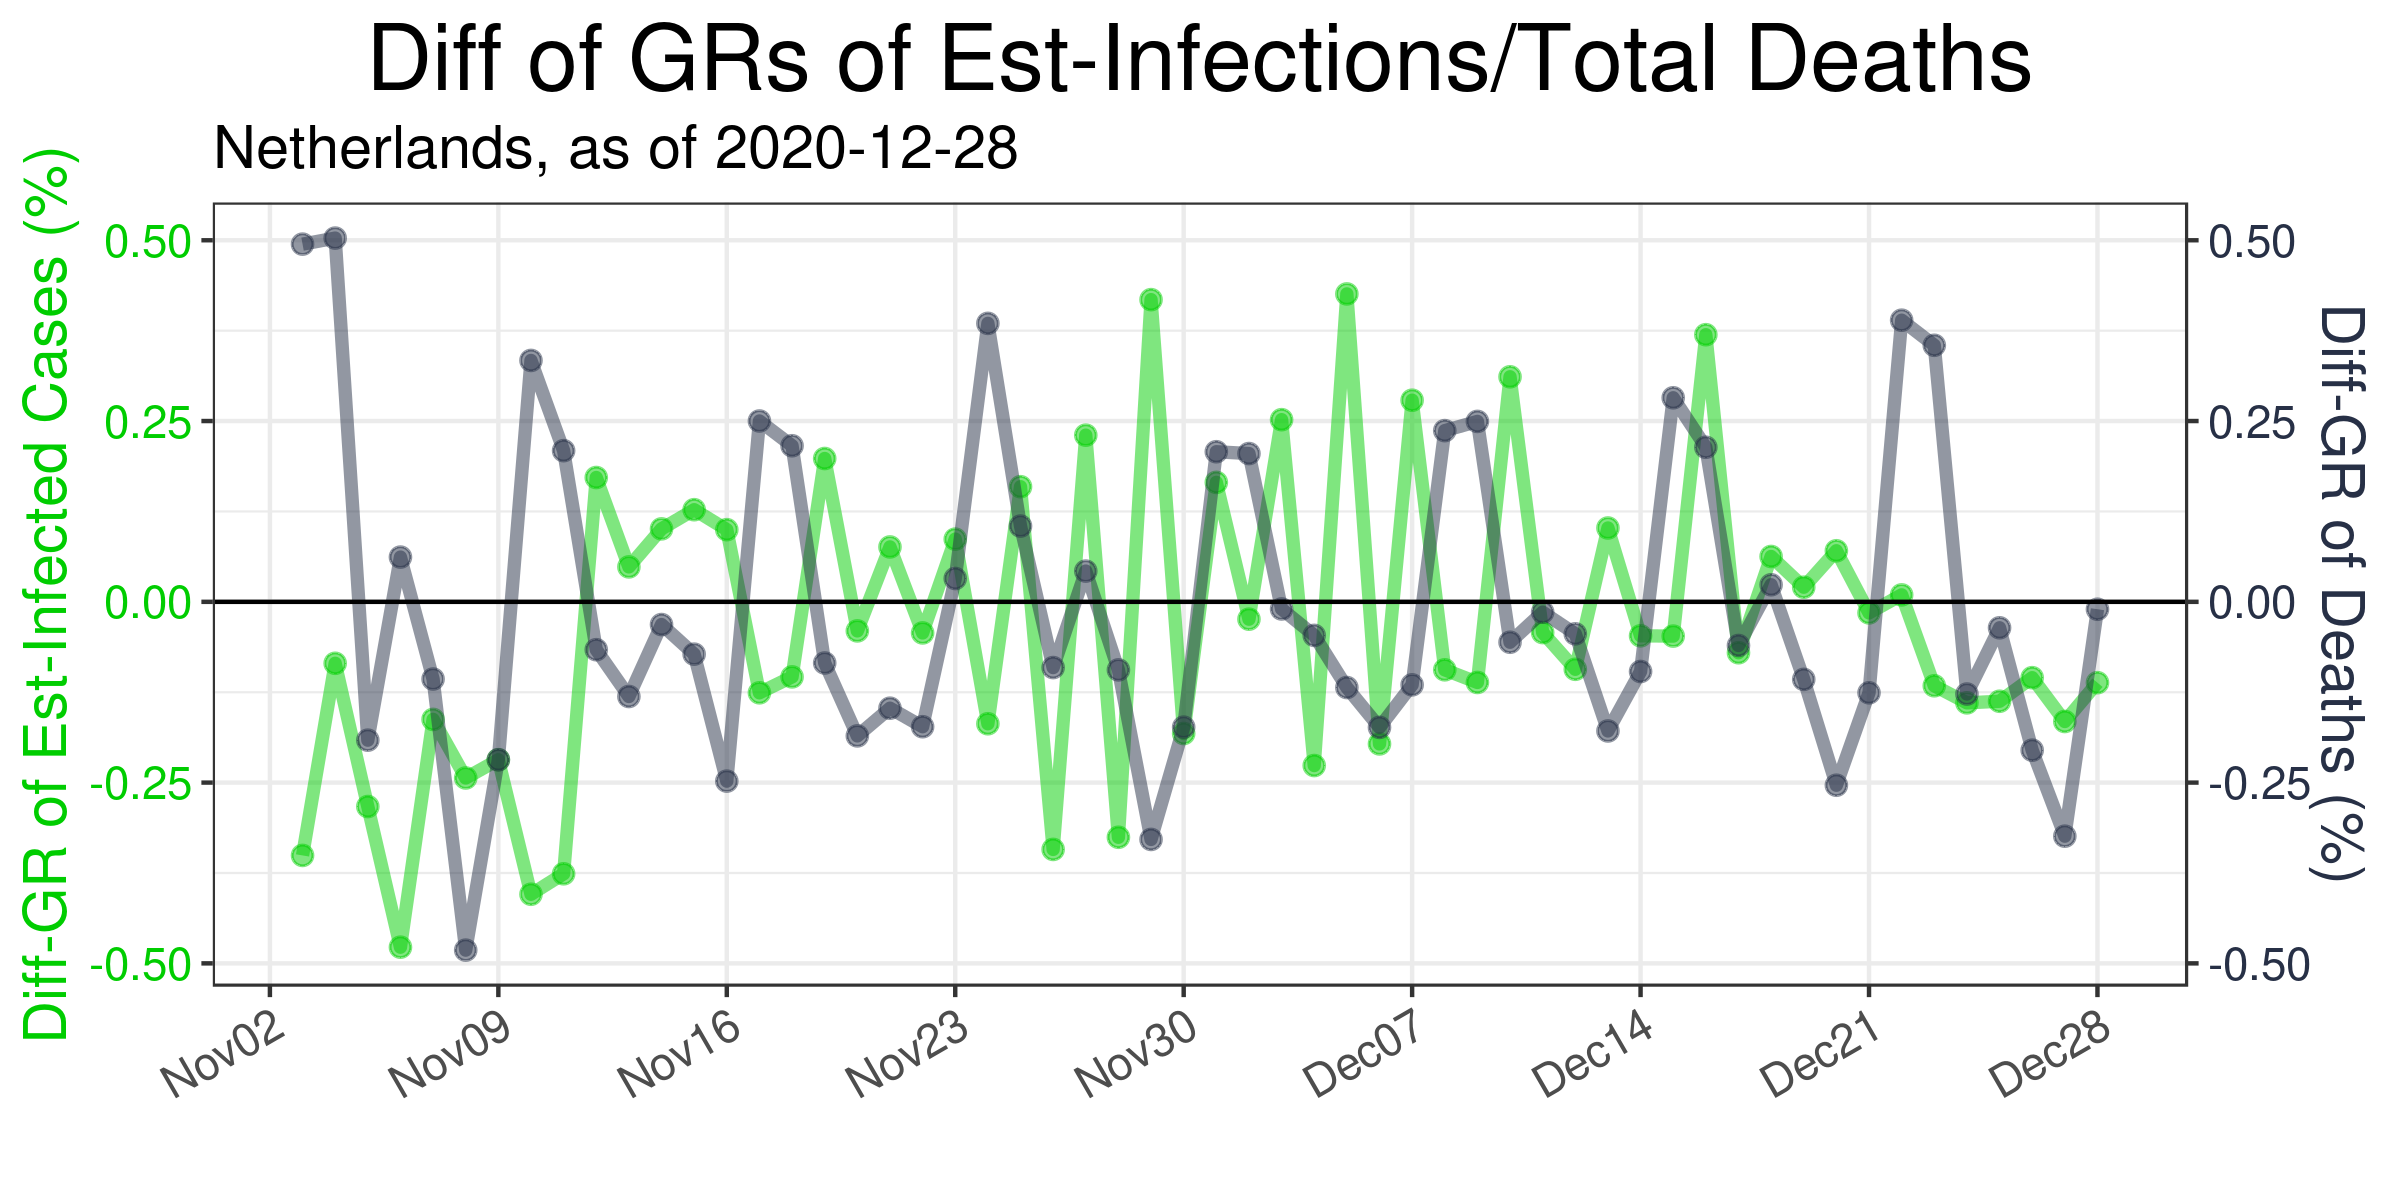 Diff of GRs of Est-Infections/Total Deaths
Netherlands, as of 2020-12-28
Diff-GR of Est-Infected Cases (%)
0.50
0.25
0.00
-0.25
-0.50
0.50
0.25
0.00
-0.25
-0.50
Diff-GR of Deaths (%)
Nov02
Nov09
Nov16
Nov23
Nov30
Dec07
Dec14
Dec21
Dec28